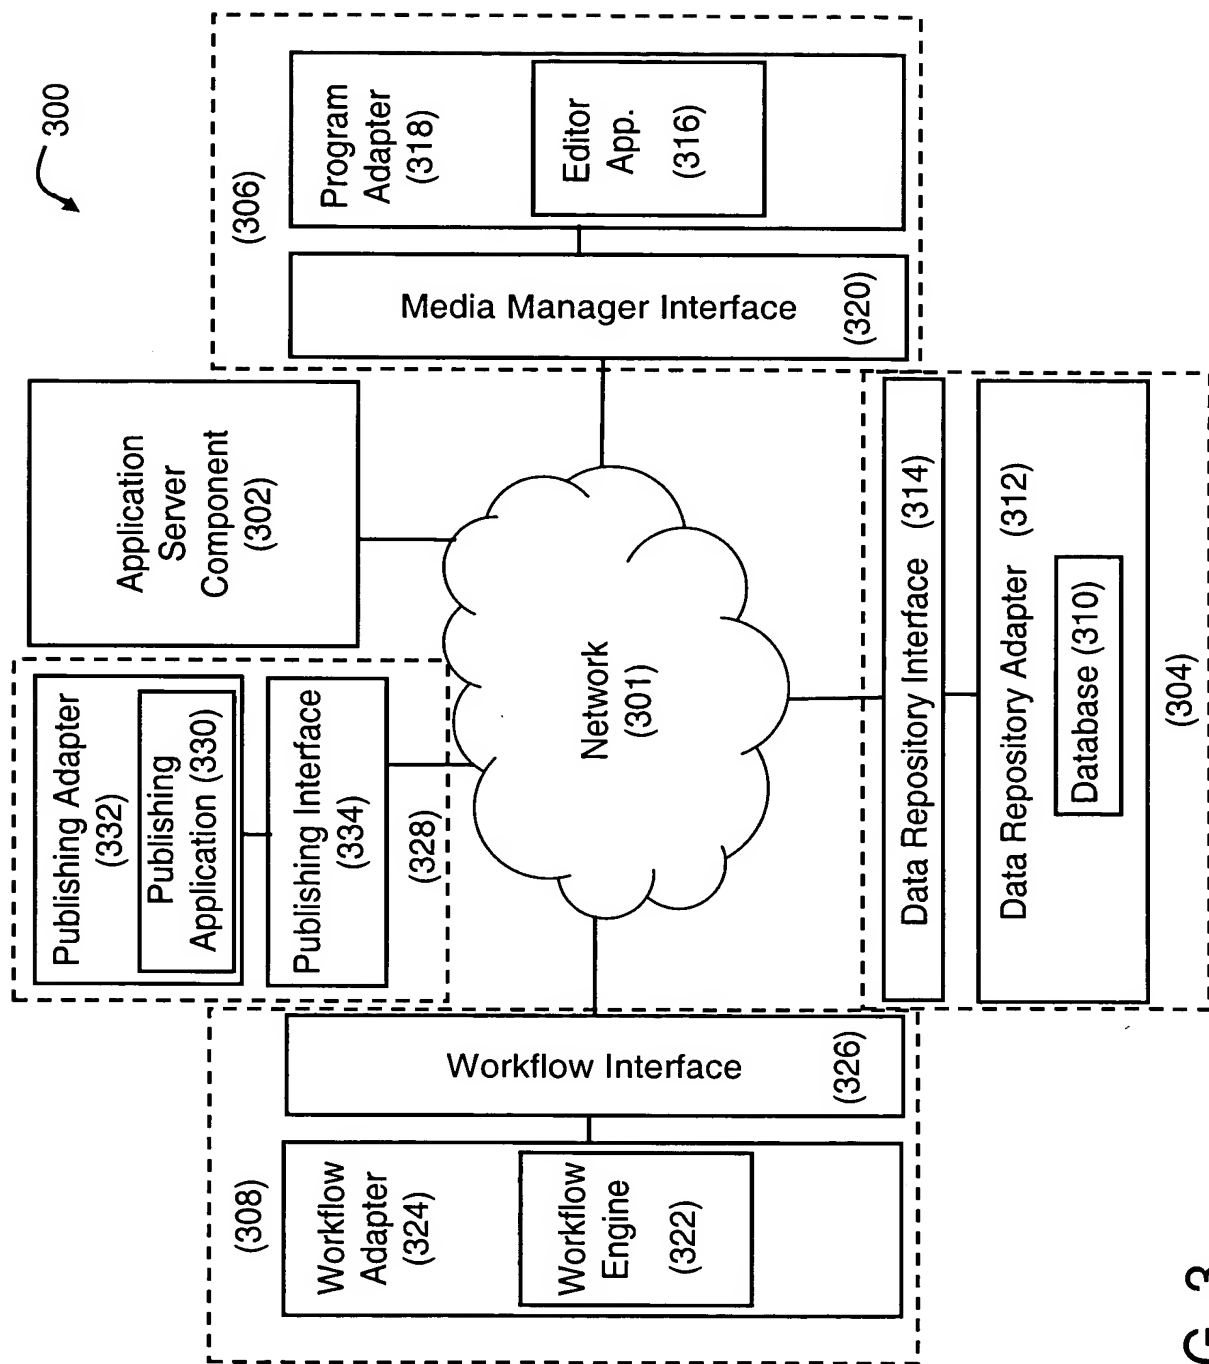 300
(308)
Workflow
Adapter
(324)
Workflow
Engine
(322)
Workflow Interface
(326)
Publishing Adapter
(332)
Publishing
Application (330)
Publishing Interface
(334)
(328)
Application
Server
Component
(302)
Network
(301)
Data Repository Interface (314)
Data Repository Adapter (312)
Database (310)
(304)
(306)
Media Manager Interface
(320)
Program
Adapter
(318)
Editor
App.
(316)
G. 3